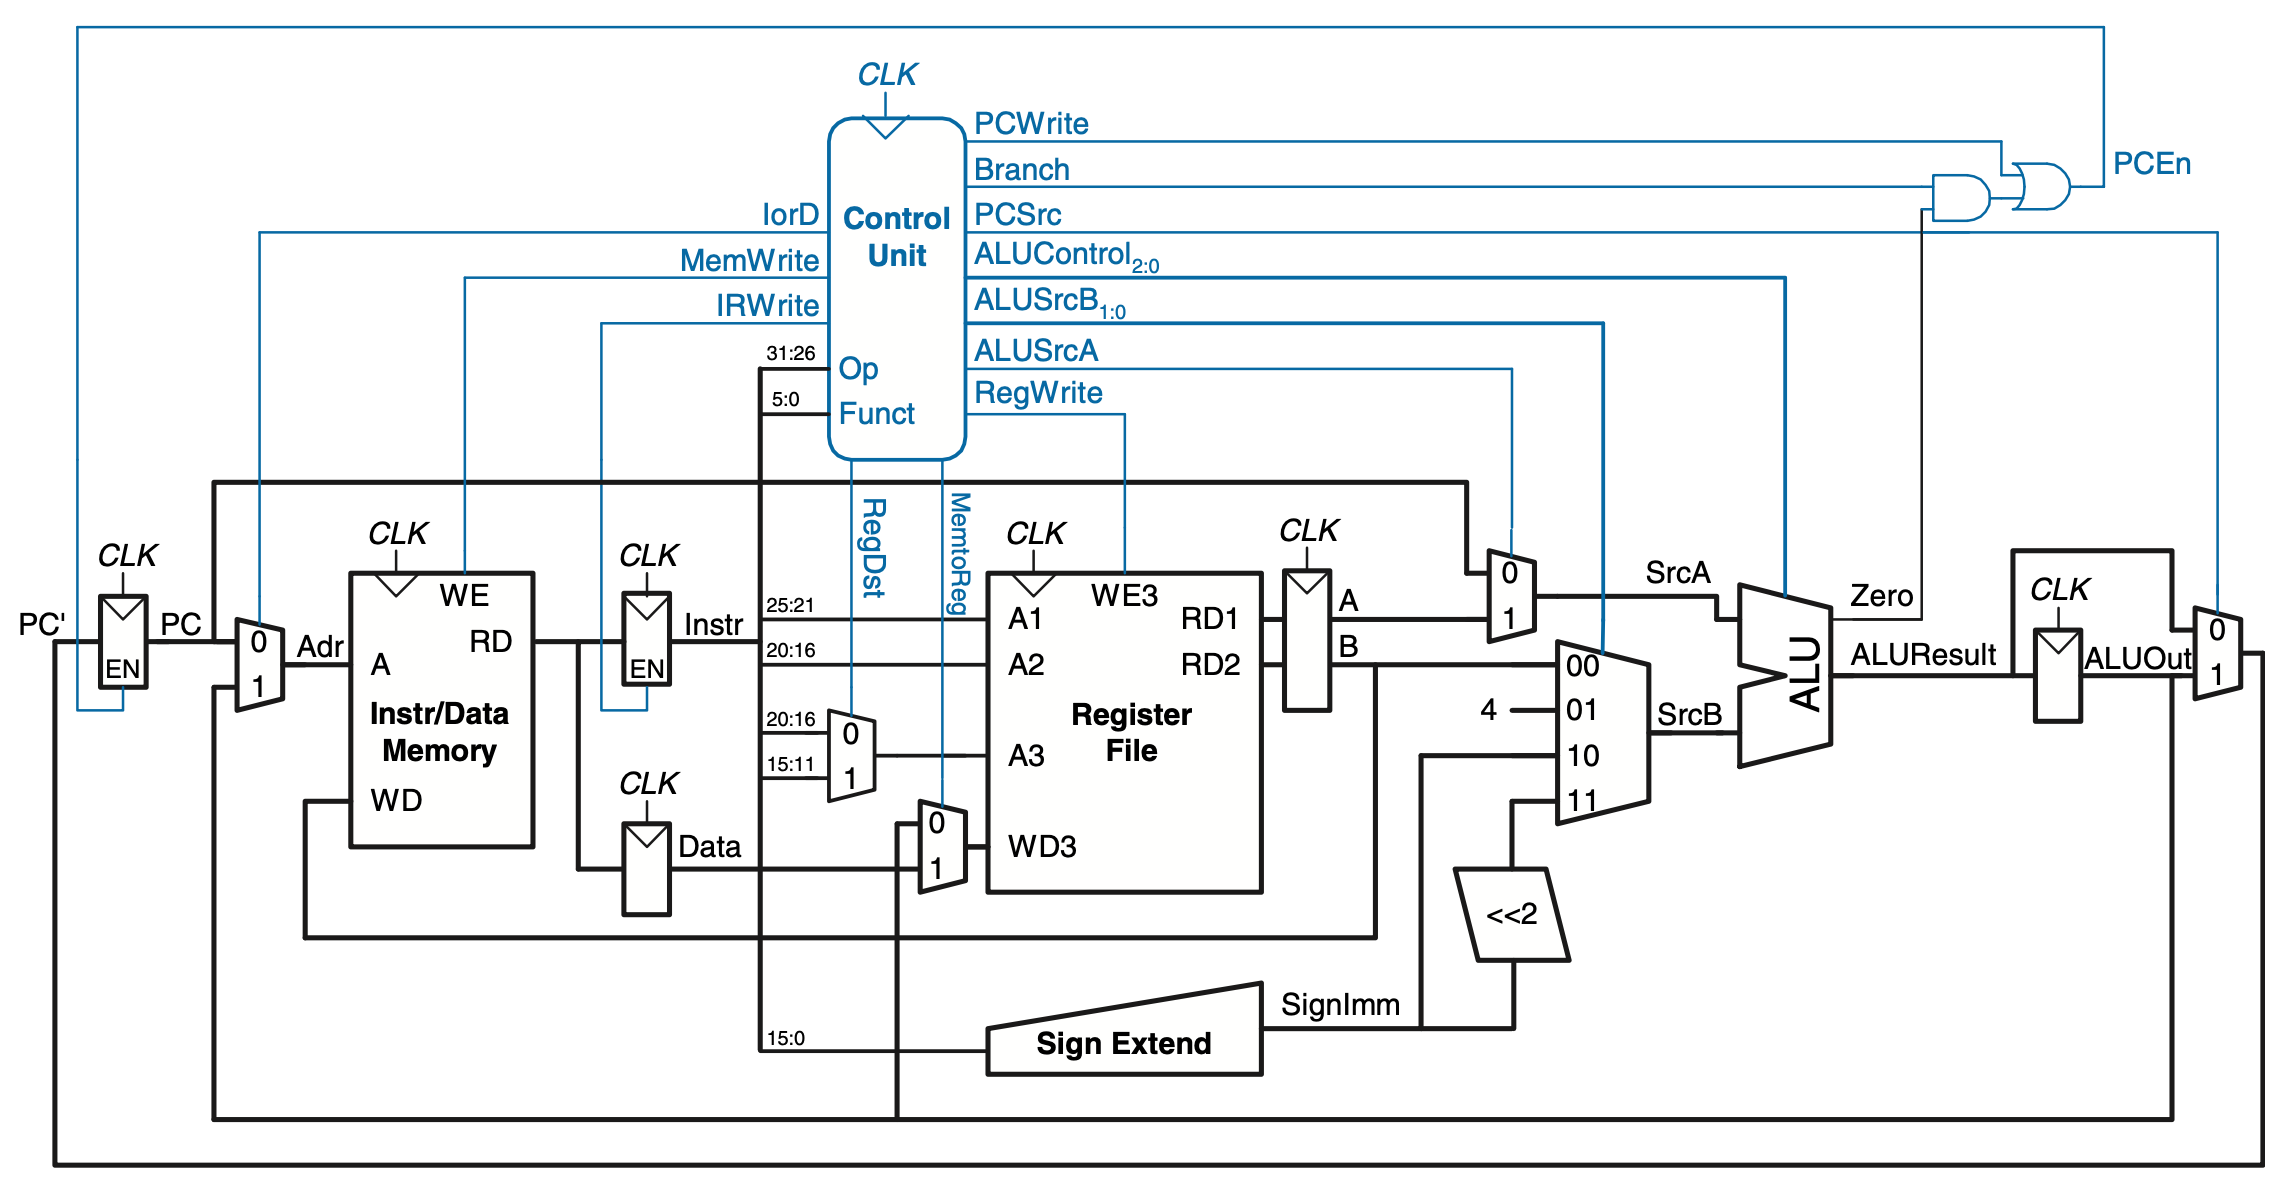 CLK
PCWrite
Branch
PCEn
IorD
Control
Unit
PCSrc
MemWrite
ALUControl2:0
IRWrite
ALUSrcB1:0
31:26
Op
ALUSrcA
5:0
Funct
RegWrite
RegDst
MemtoReg
CLK
CLK
CLK
CLK
CLK
CLK
PC'
EN
PC
0
1
Adr
WE
A
RD
Instr/Data
Memory
WD
EN
Instr
CLK
Data
25:21
20:16
20:16
15:11
0
1
0
1
WE3
A1
RD1
A2
RD2
Register
File
A3
WD3
A
B
0
1
SrcA
00
4
01
10
11
SrcB
ALU
Zero
ALUResult
CLK
ALUOut
0
1
<<2
15:0
Sign Extend
SignImm